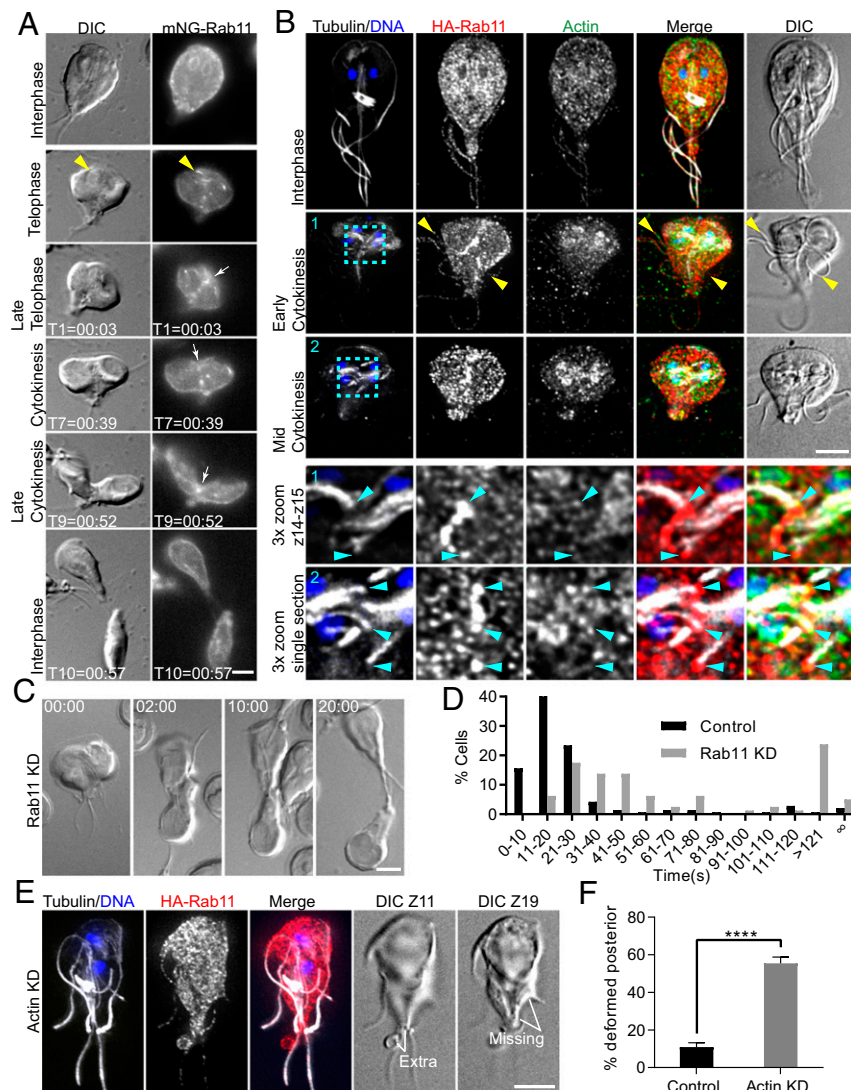 A
DIC
mNG-Rab11
Interphase
Telophase
Late
Telophase
T1=00:03
T1=00:03
Cytokinesis
T7=00:39
T7=00:39
Late
Cytokinesis
T9=00:52
T9=00:52
Interphase
T10=00:57
T10=00:57
B
Tubulin/DNA
HA-Rab11
Actin
Merge
DIC
Interphase
1
Early
Cytokinesis
2
Mid
Cytokinesis
1
3x zoom
z14-z15
2
3x zoom
single section
C
00:00
02:00
10:00
20:00
Rab11 KD
D
% Cells
40
30
20
10
0
Control
Rab11 KD
0-10
11-20
21-30
31-40
41-50
51-60
61-70
71-80
81-90
91-100
101-110
111-120
>121
∞
Time(s)
E
Tubulin/DNA
HA-Rab11
Merge
DIC Z11
DIC Z19
Actin KD
Extra
Missing
F
% deformed posterior
80
60
40
20
0
****
Control
Actin KD